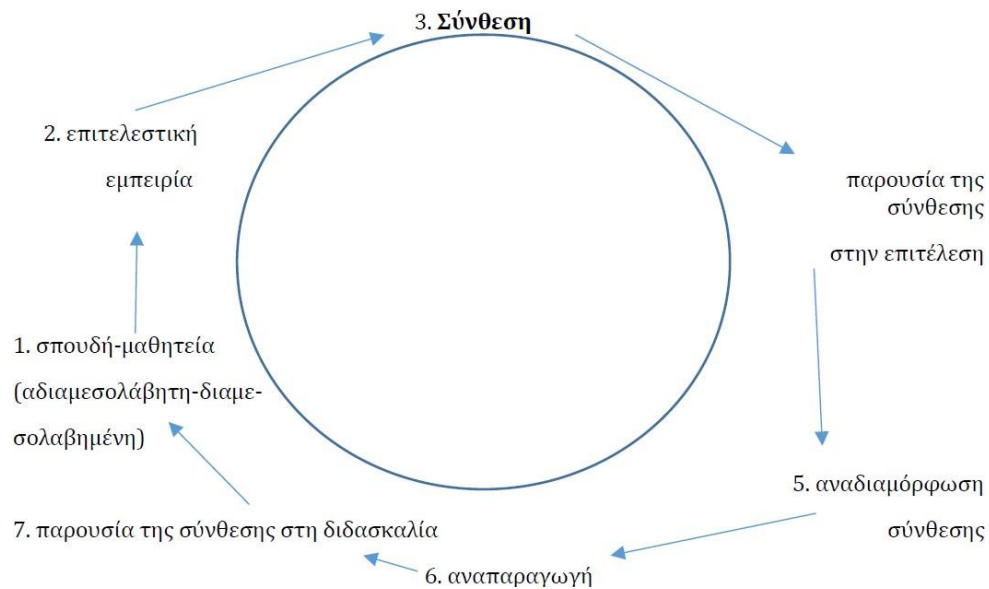 3. Σύνθεση
2. επιτελεστική
εμπειρία
παρουσία της
σύνθεσης
στην επιτέλεση
1. σπουδή-μαθητεία
(αδιαμεσολάβητη-διαμε-
σολαβημένη)
5. αναδιαμόρφωση
σύνθεσης
7. παρουσία της σύνθεσης στη διδασκαλία
6. αναπαραγωγή